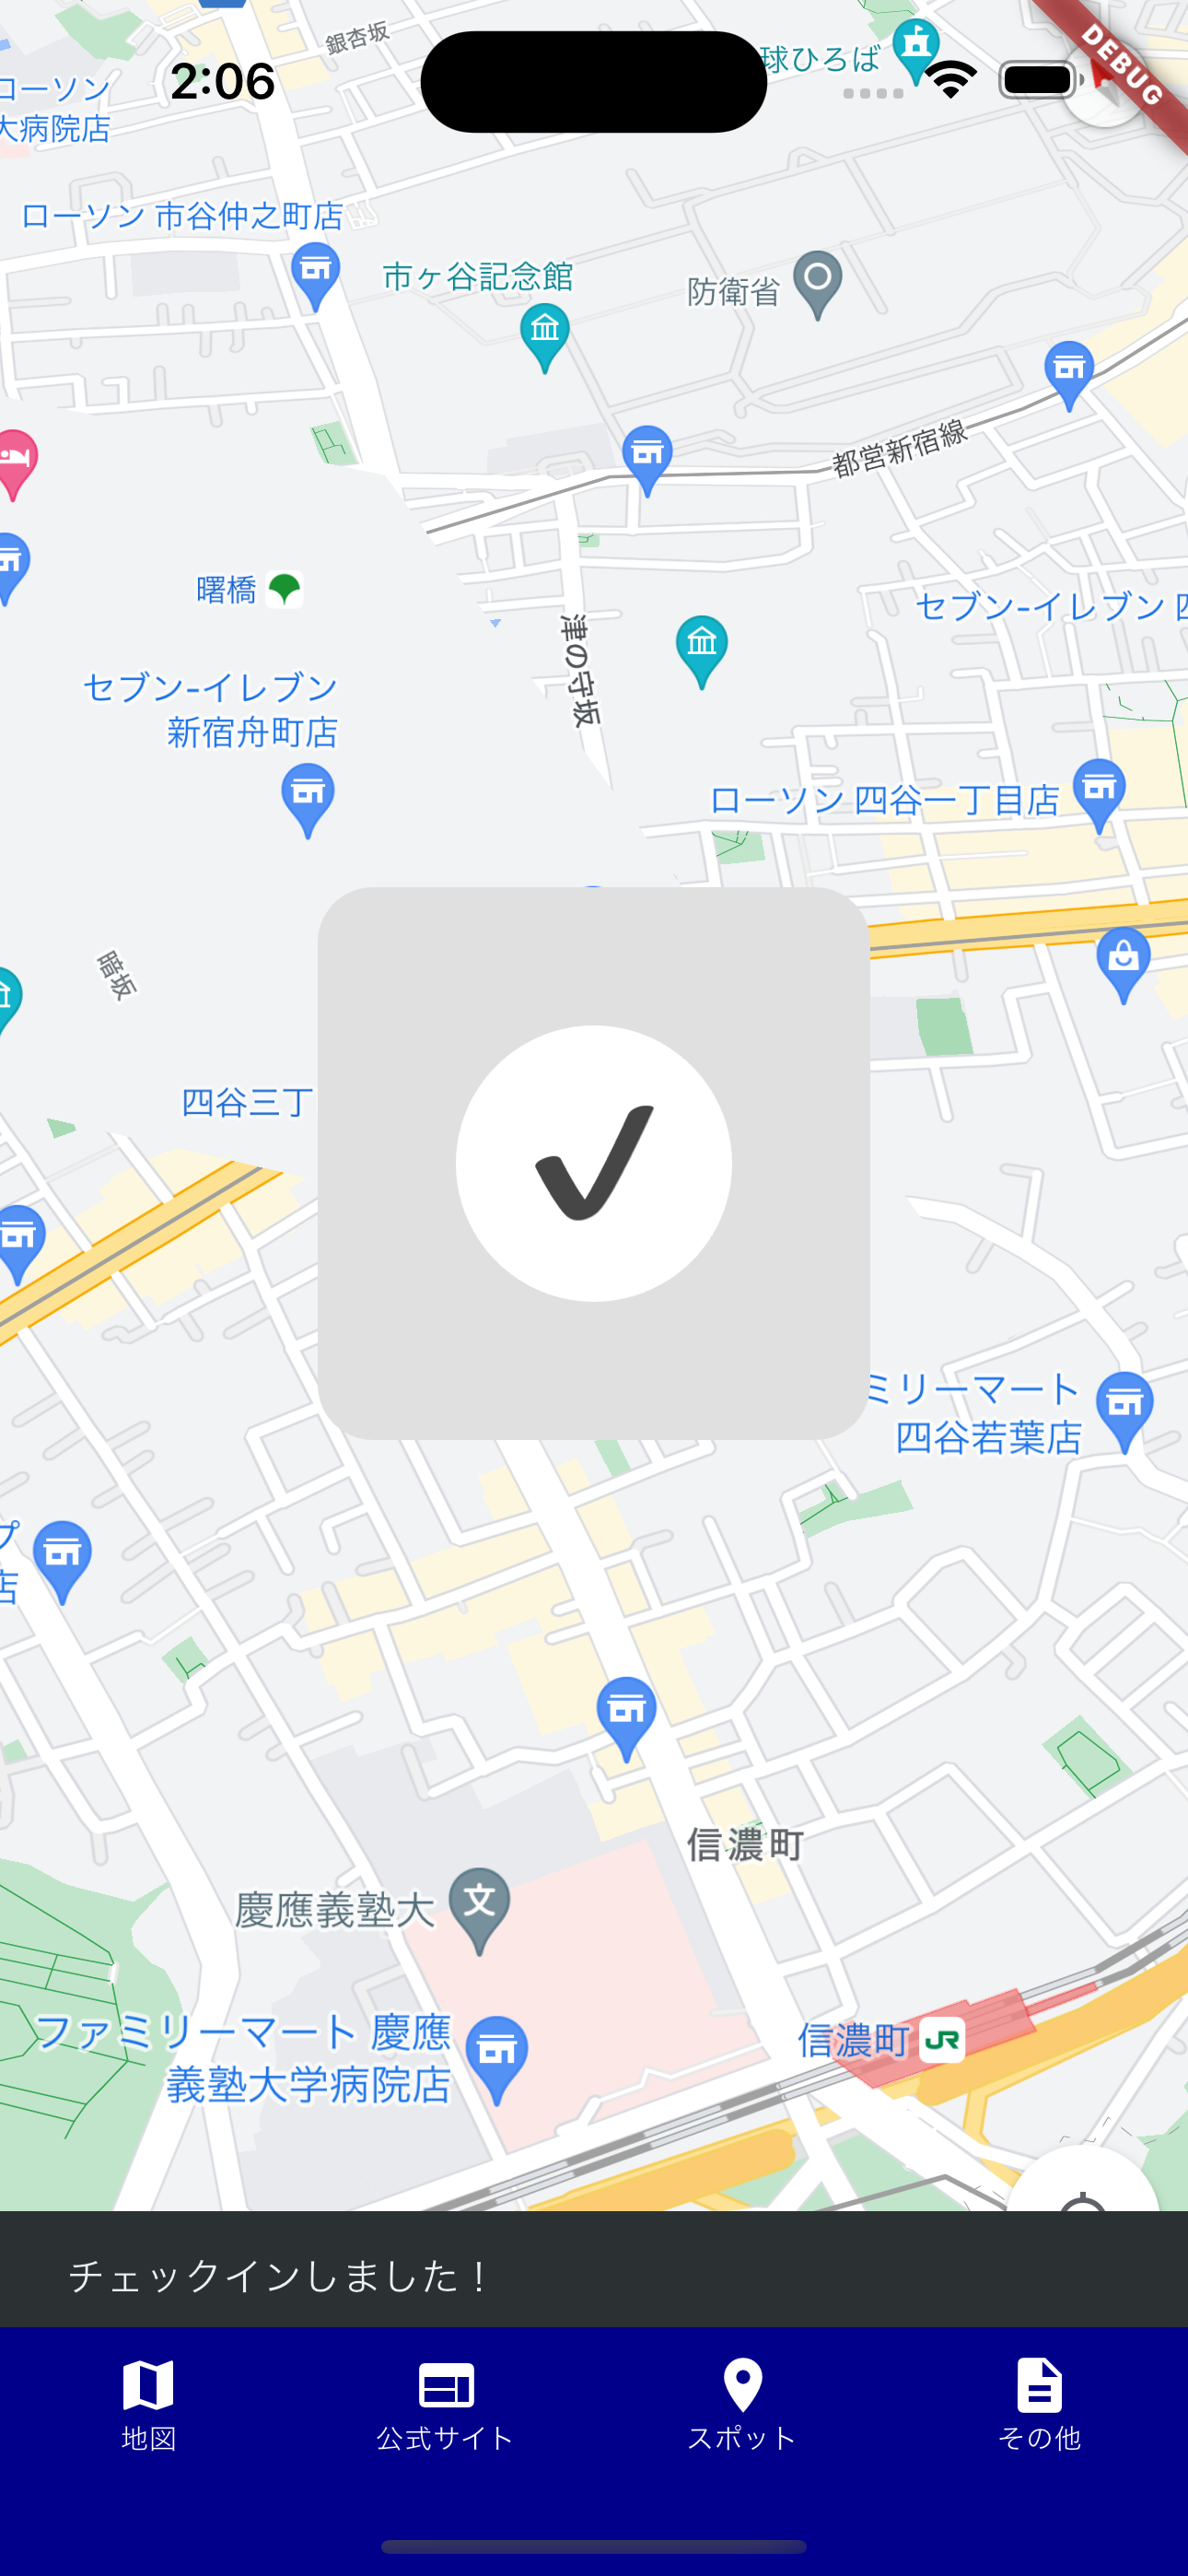 銀杏坂
球ひろば
DEBUG
2:06
ローソン
大病院店
ローソン 市谷仲之町店
市ヶ谷記念館
防衛省
都営新宿線
曙橋
セブン-イレブン 四
津の守坂
セブン-イレブン
新宿舟町店
ローソン 四谷一丁目店
暗坂
四谷三丁
ミリーマート
四谷若葉店
プ
店
信濃町
慶應義塾大
文
ファミリーマート 慶應
義塾大学病院店
信濃町
JR
チェックインしました！
地図
公式サイト
スポット
その他